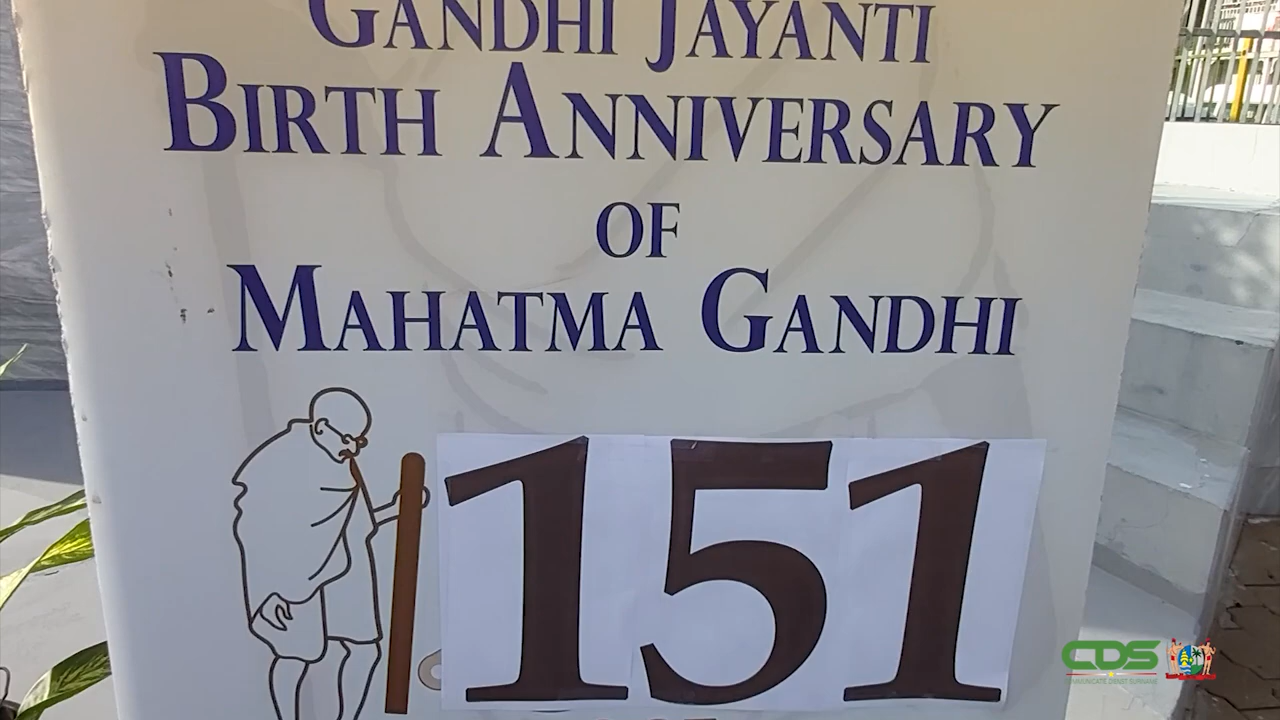 GANDHI JAYANTI
BIRTH ANNIVERSARY
OF
MAHATMA GANDHI
151
CDS